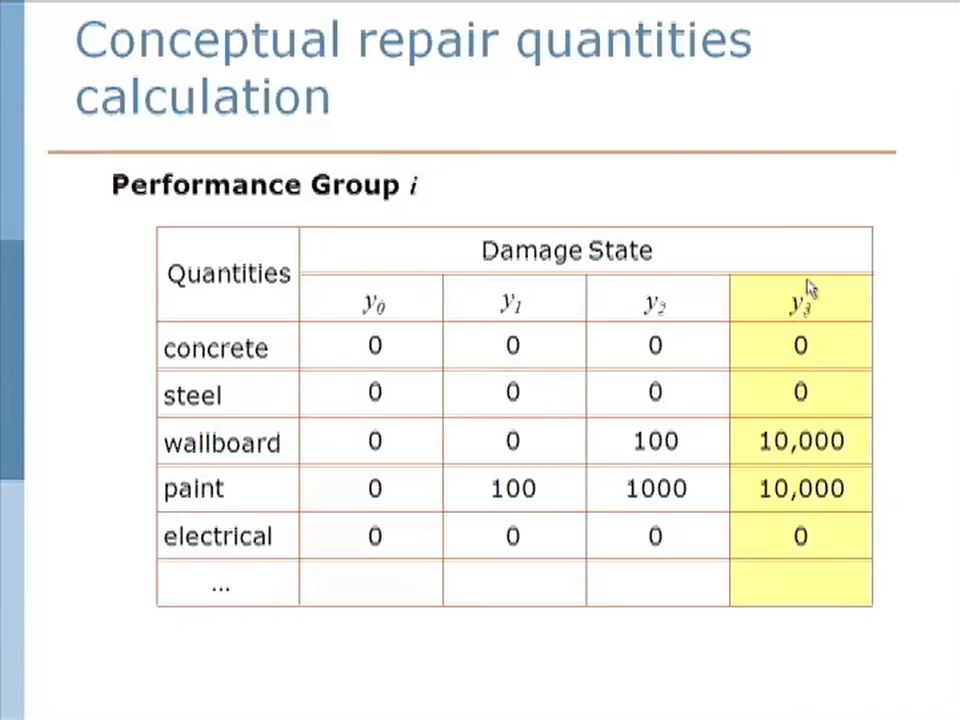 Conceptual repair quantities
calculation
Performance Group i
Quantities
Damage State
y0 y1 y2 y3
concrete 0 0 0 0
steel 0 0 0 0
wallboard 0 0 100 10,000
paint 0 100 1000 10,000
electrical 0 0 0 0
...